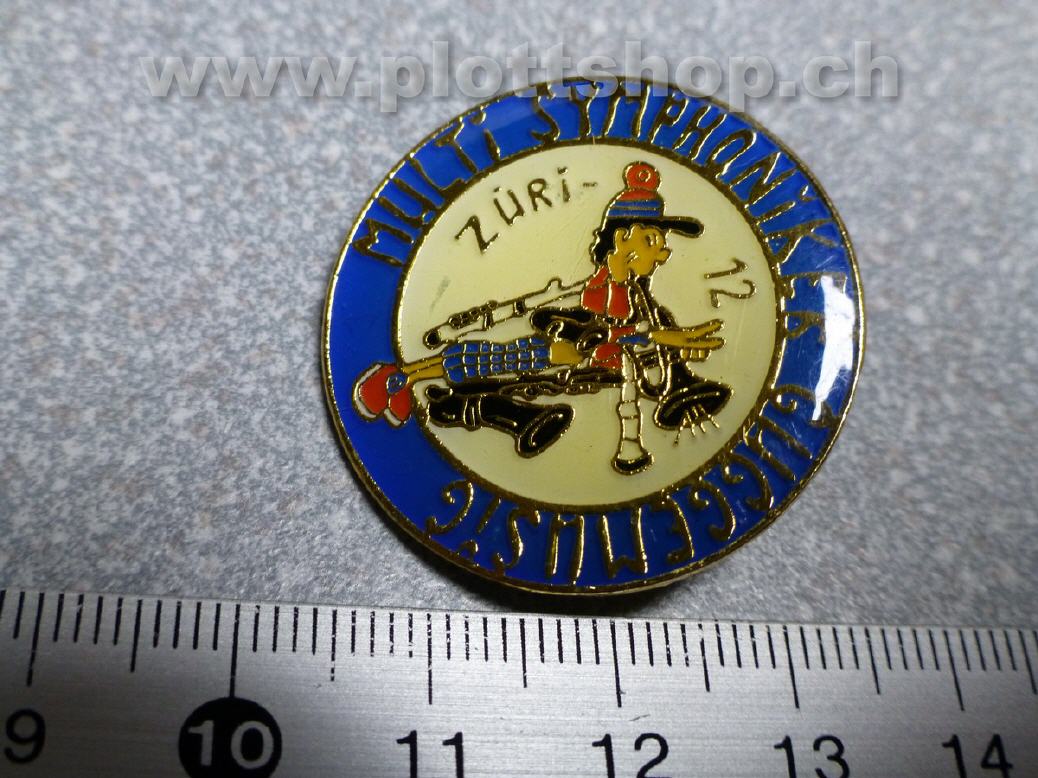 www.plottshop.ch
MULTI SYMPHONIKER GUGGEMUSIG
ZÜRI-
12
9 10 11 12 13 14